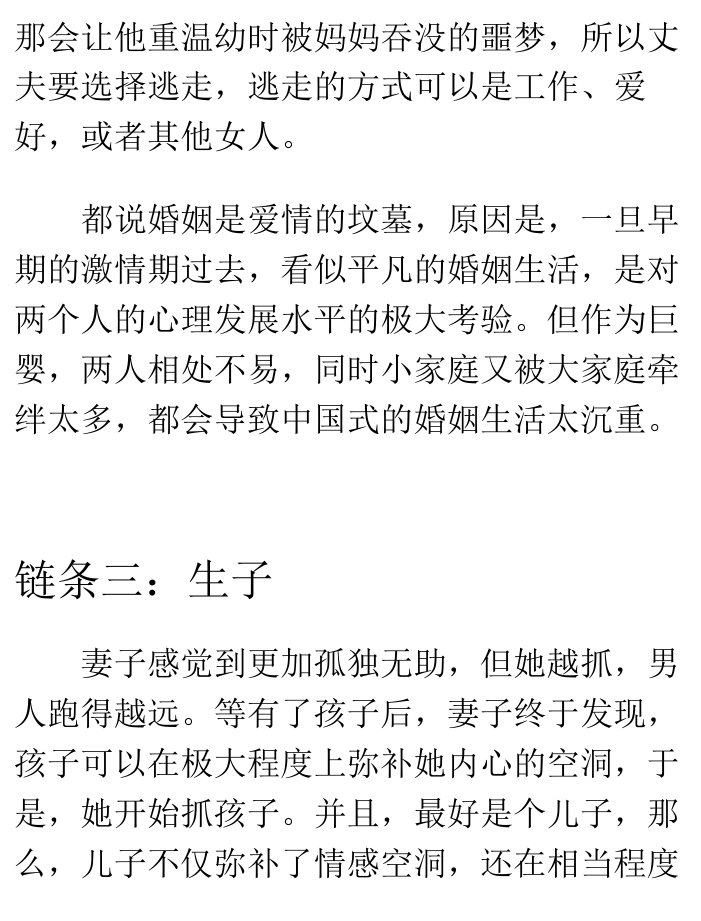 那会让他重温幼时被妈妈吞没的噩梦，所以丈
夫要选择逃走，逃走的方式可以是工作、爱
好，或者其他女人。
都说婚姻是爱情的坟墓，原因是，一旦早
期的激情期过去，看似平凡的婚姻生活，是对
两个人的心理发展水平的极大考验。但作为巨
婴，两人相处不易，同时小家庭又被大家庭牵
绊太多，都会导致中国式的婚姻生活太沉重。
链条三：生子
妻子感觉到更加孤独无助，但她越抓，男
人跑得越远。等有了孩子后，妻子终于发现，
孩子可以在极大程度上弥补她内心的空洞，于
是，她开始抓孩子。并且，最好是个儿子，那
么，儿子不仅弥补了情感空洞，还在相当程度